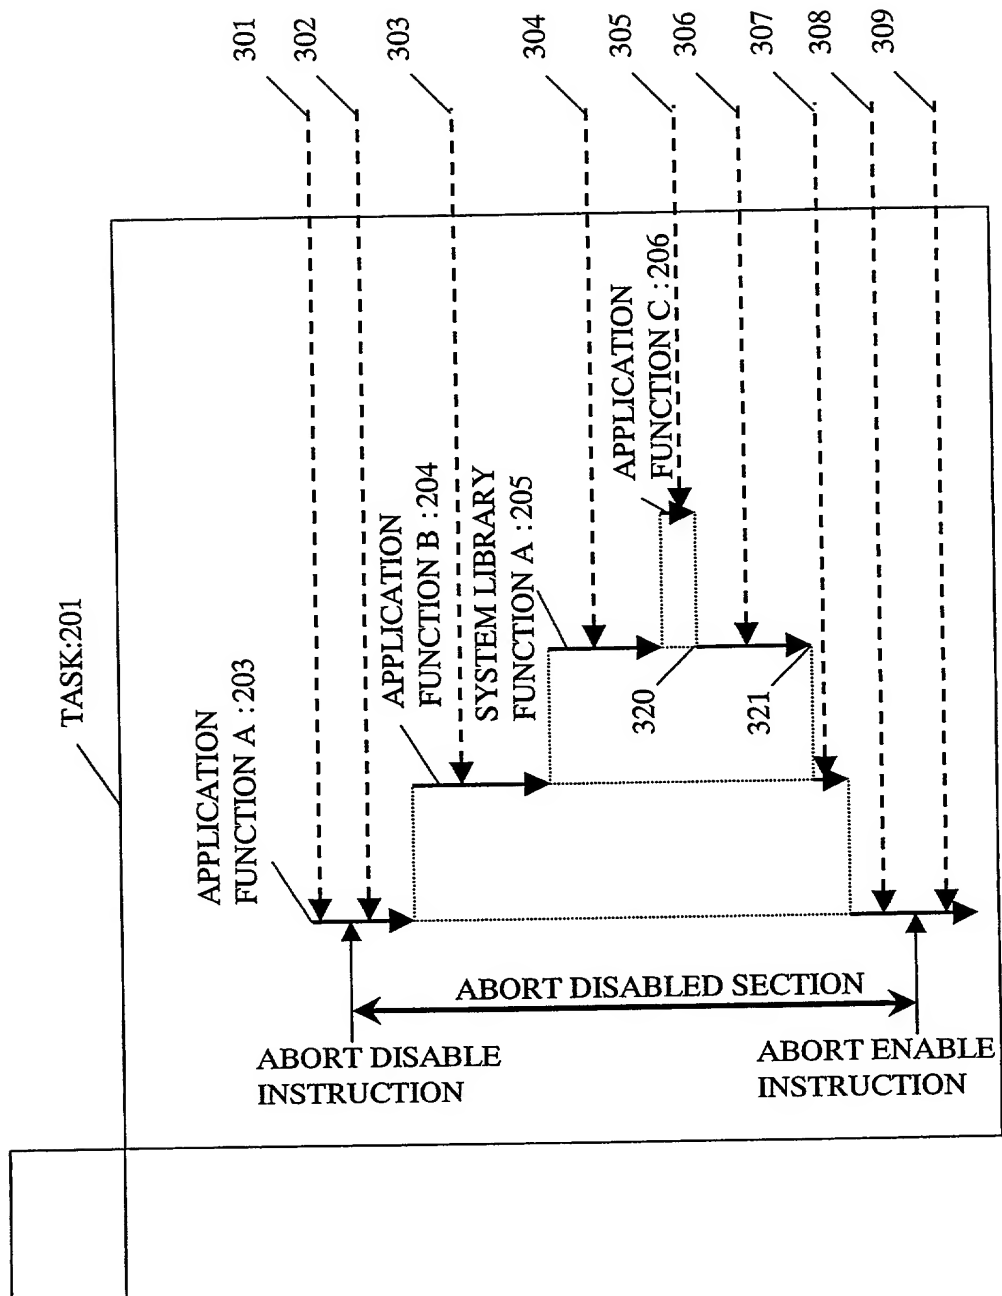 301
302
303
304
305
306
307
308
309
TASK:201
APPLICATION
FUNCTION A :203
APPLICATION
FUNCTION B :204
SYSTEM LIBRARY
FUNCTION A :205
APPLICATION
FUNCTION C :206
320
321
ABORT DISABLED SECTION
ABORT DISABLE
INSTRUCTION
ABORT ENABLE
INSTRUCTION